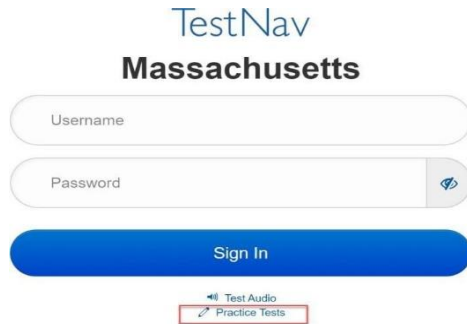 TestNav
Massachusetts
Username
Password
Sign In
Test Audio
Practice Tests